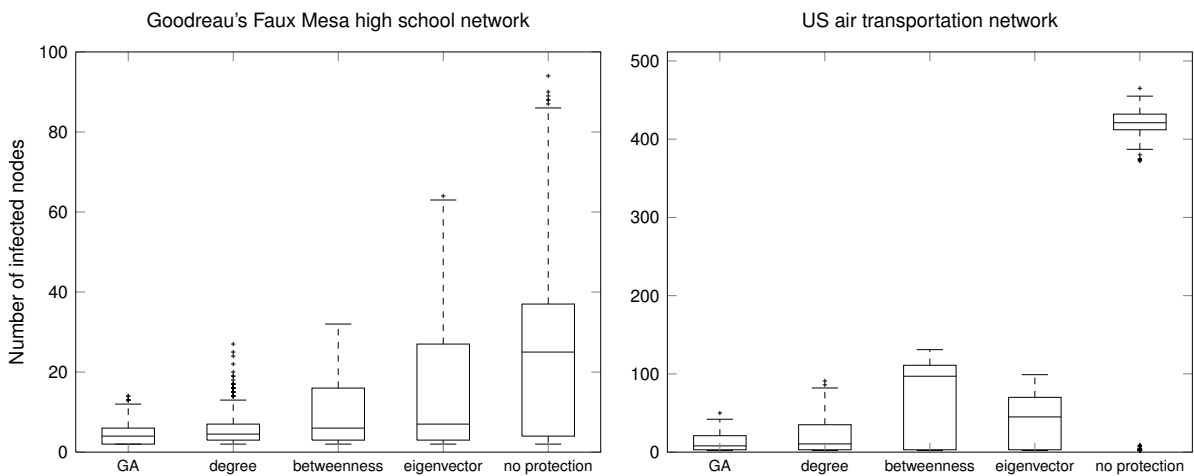 Goodreau's Faux Mesa high school network
US air transportation network
Number of infected nodes
100
80
60
40
20
0
GA degree betweenness eigenvector no protection
500
400
300
200
100
0
GA degree betweenness eigenvector no protection